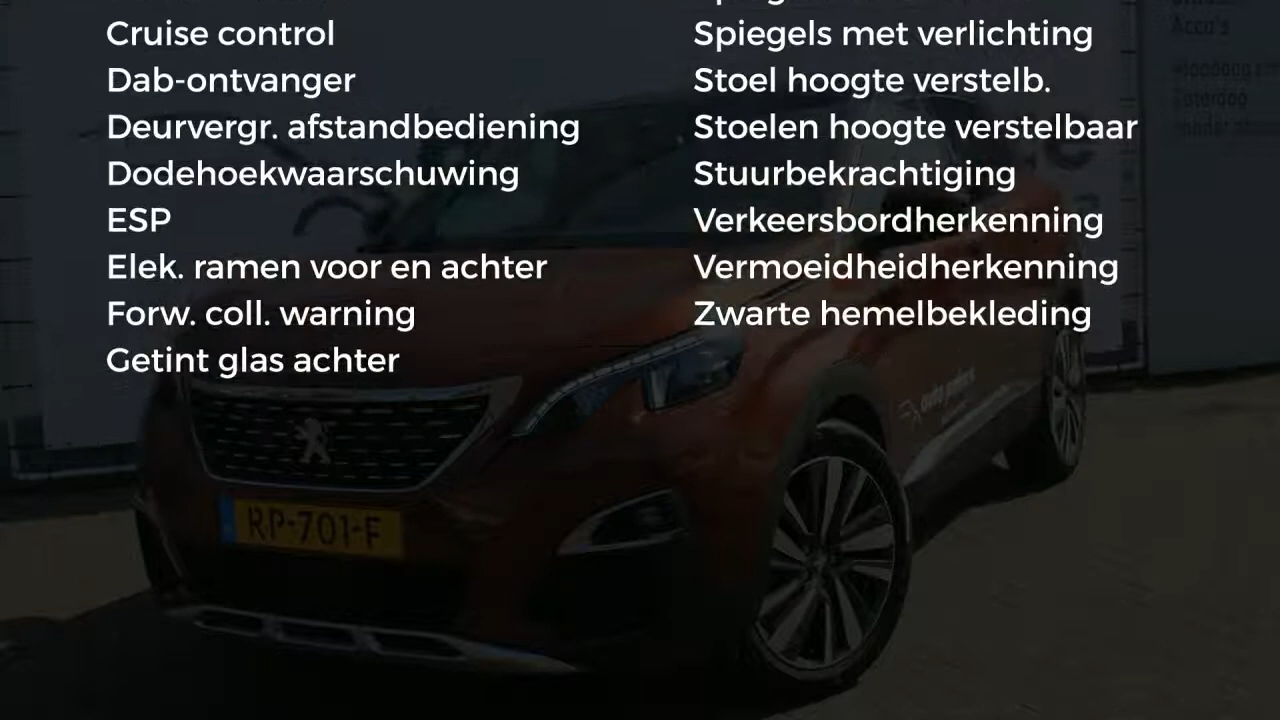 Cruise control
Dab-ontvanger
Deurvergr. afstandbediening
Dodehoekwaarschuwing
ESP
Elek. ramen voor en achter
Forw. coll. warning
Getint glas achter
Spiegels met verlichting
Stoel hoogte verstelb.
Stoelen hoogte verstelbaar
Stuurbekrachtiging
Verkeersbordherkenning
Vermoeidheidherkenning
Zwarte hemelbekleding
Acco's
RP-701-F